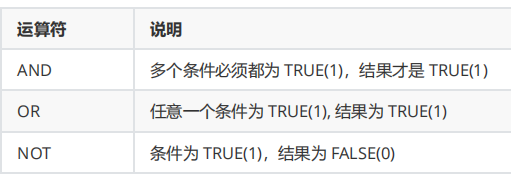 运算符 说明
AND 多个条件必须都为 TRUE(1)，结果才是 TRUE(1)
OR 任意一个条件为 TRUE(1), 结果为 TRUE(1)
NOT 条件为 TRUE(1)，结果为 FALSE(0)